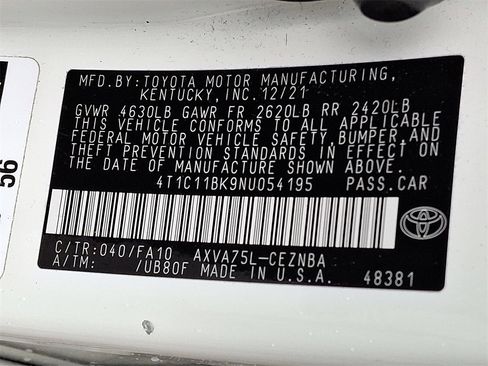 MFD.BY:TOYOTA MOTOR MANUFACTURING,
KENTUCKY, INC. 12/21
GVWR 4630LB GAWR FR 2620LB RR 2420LB
THIS VEHICLE CONFORMS TO ALL APPLICABLE
FEDERAL MOTOR VEHICLE SAFETY, BUMPER, AND
THEFT PREVENTION STANDARDS IN EFFECT ON
THE DATE OF MANUFACTURE SHOWN ABOVE.
4T1C11BK9NU054195 PASS.CAR
C/TR:040/FA10 AXVA75L-CEZNBA
A/TM: /UB80F MADE IN U.S.A. 48381
56